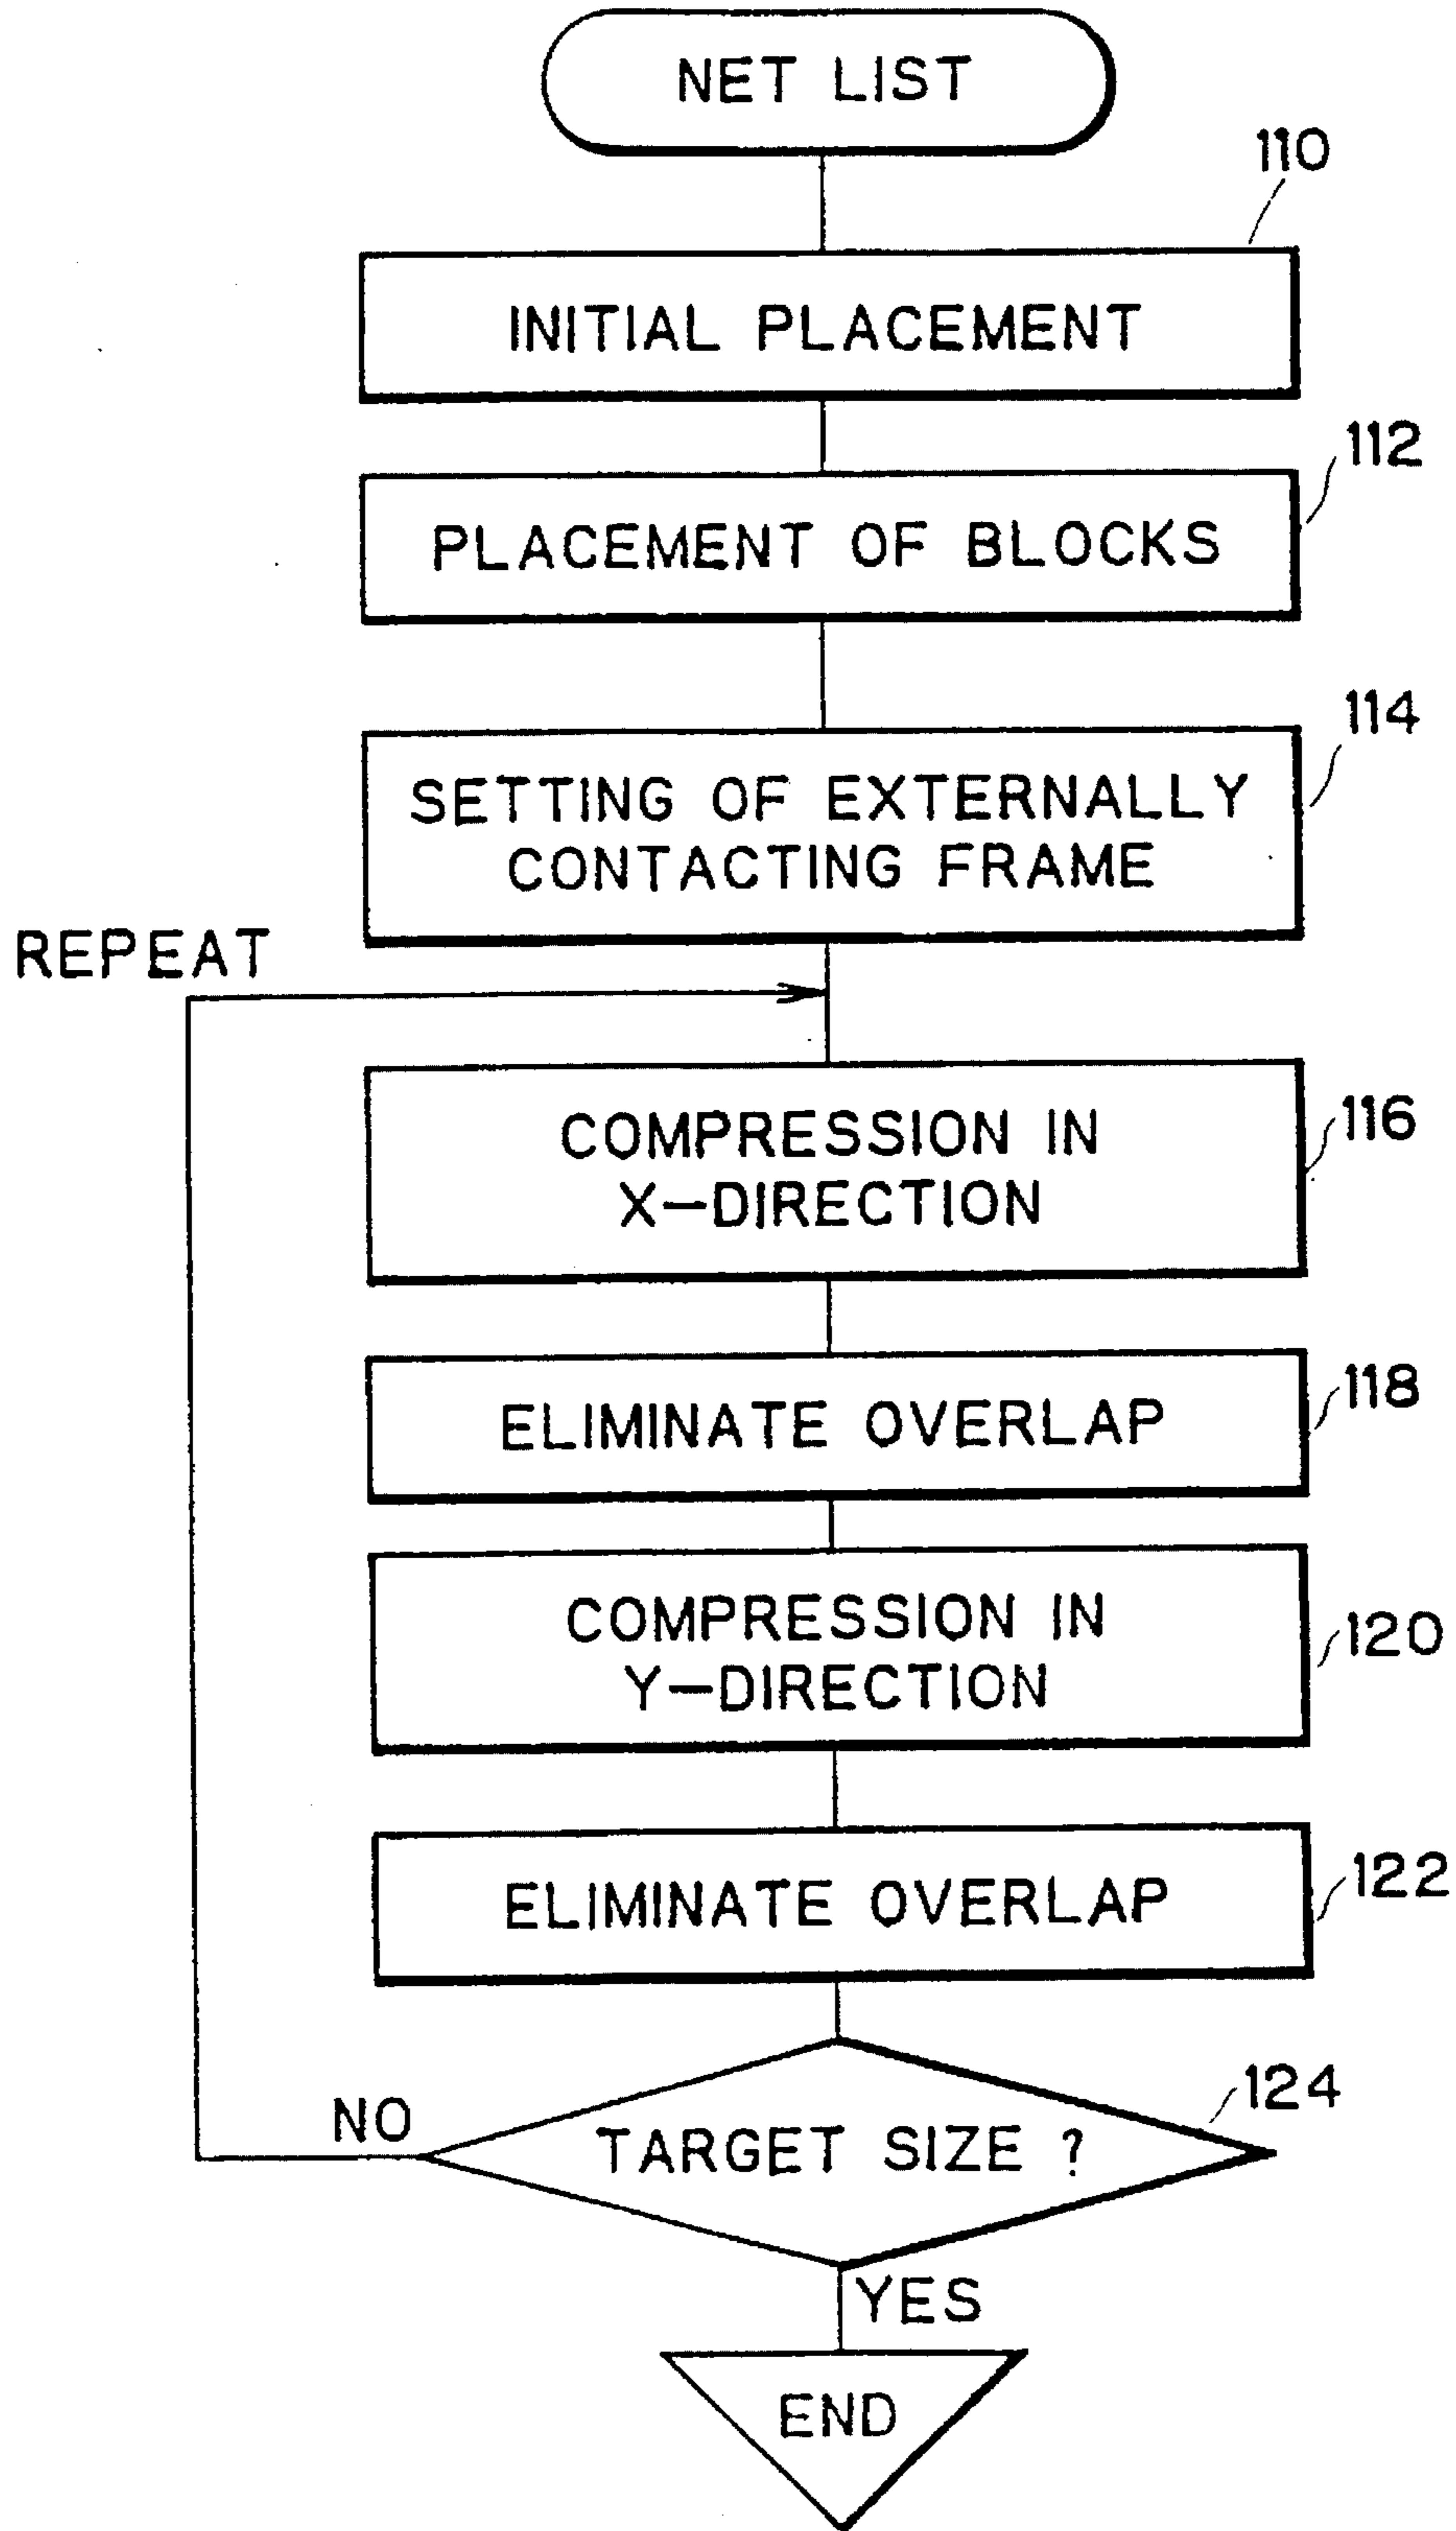 NET LIST
110
INITIAL PLACEMENT
112
PLACEMENT OF BLOCKS
114
SETTING OF EXTERNALLY
CONTACTING FRAME
REPEAT
116
COMPRESSION IN
X-DIRECTION
118
ELIMINATE OVERLAP
120
COMPRESSION IN
Y-DIRECTION
122
ELIMINATE OVERLAP
124
NO
TARGET SIZE ?
YES
END